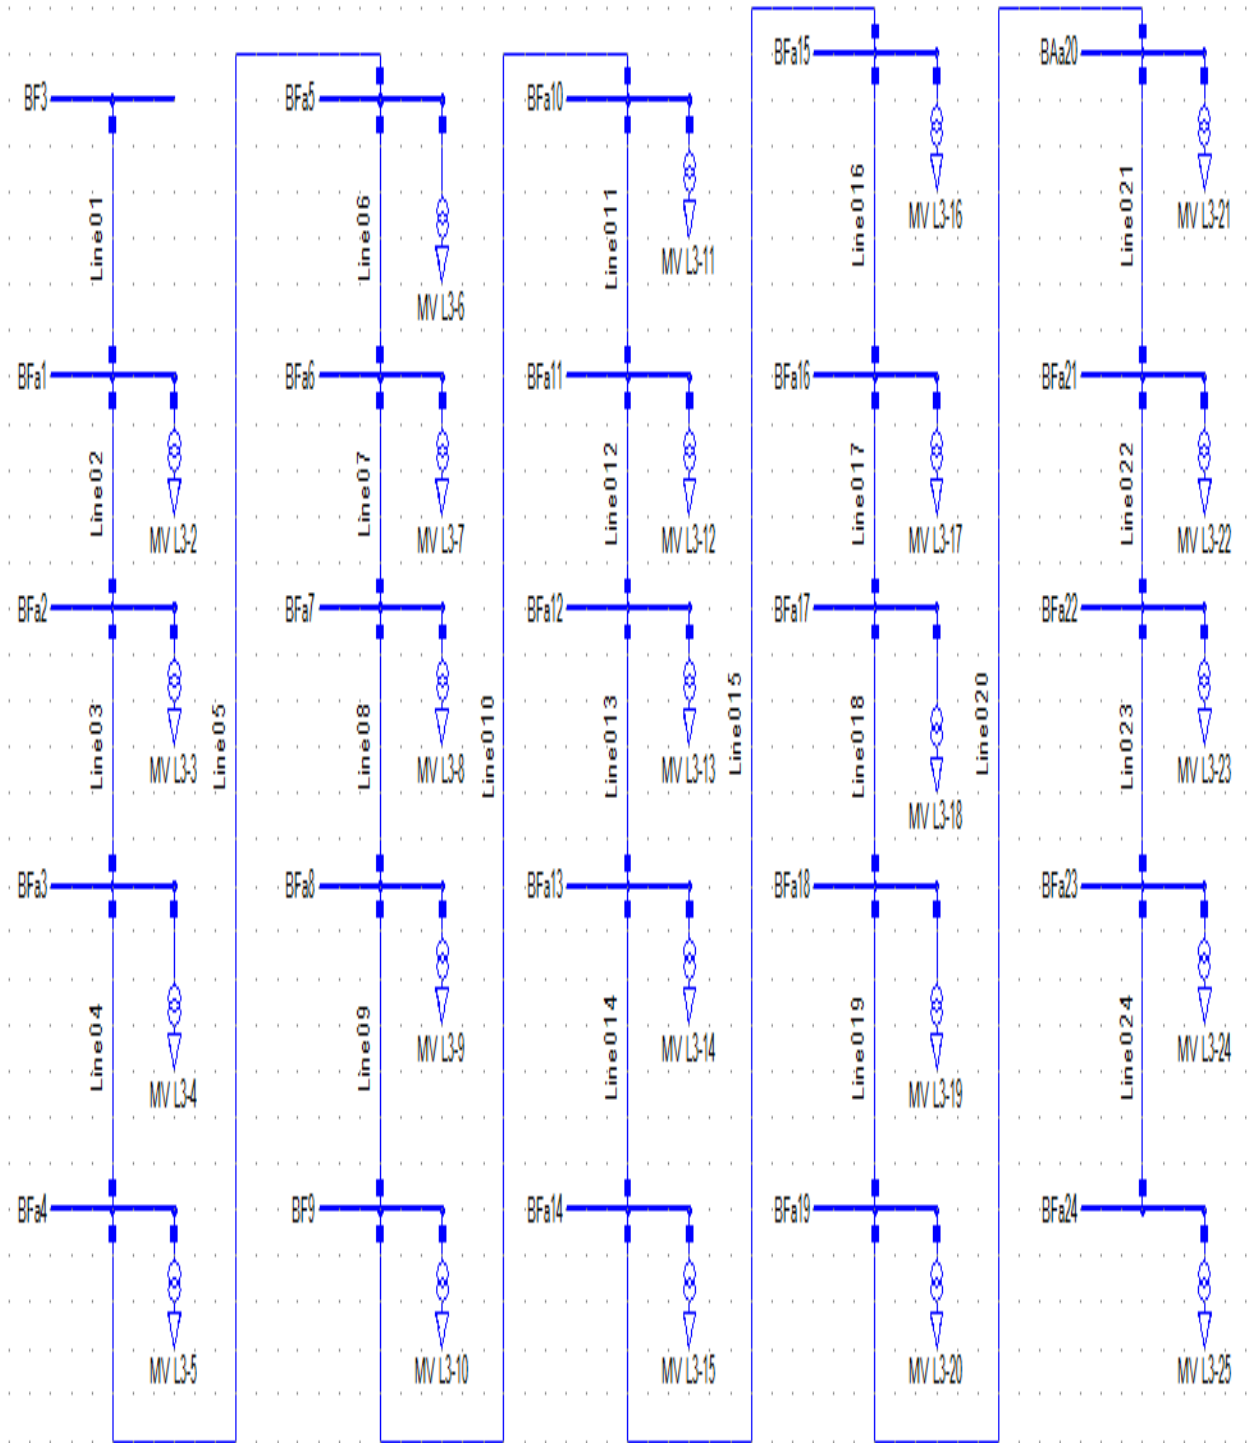 BF3
Line01
BFa1
Line02
MV L3-2
BFa2
Line03
MV L3-3
BFa3
Line04
MV L3-4
BFa4
MV L3-5
Line05
BFa5
Line06
MV L3-6
BFa6
Line07
MV L3-7
BFa7
Line08
MV L3-8
BFa8
Line09
MV L3-9
BF9
MV L3-10
Line010
BFa10
Line011
MV L3-11
BFa11
Line012
MV L3-12
BFa12
Line013
MV L3-13
BFa13
Line014
MV L3-14
BFa14
MV L3-15
Line015
BFa15
Line016
MV L3-16
BFa16
Line017
MV L3-17
BFa17
Line018
MV L3-18
BFa18
Line019
MV L3-19
BFa19
MV L3-20
Line020
BAa20
Line021
MV L3-21
BFa21
Line022
MV L3-22
BFa22
Lin023
MV L3-23
BFa23
Line024
MV L3-24
BFa24
MV L3-25